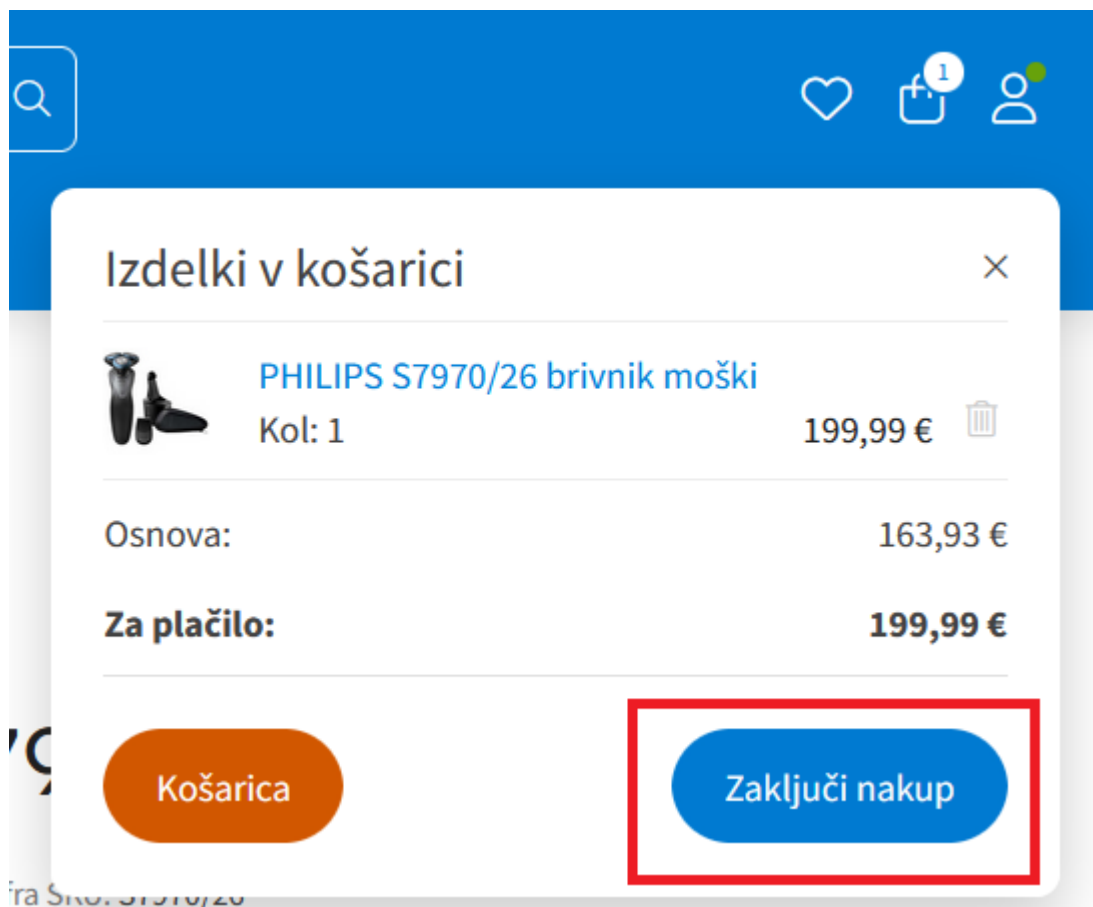 1
Izdelki v košarici
PHILIPS S7970/26 brivnik moški
Kol: 1
199,99 €
Osnova:
163,93 €
Za plačilo:
199,99 €
Košarica
Zaključi nakup